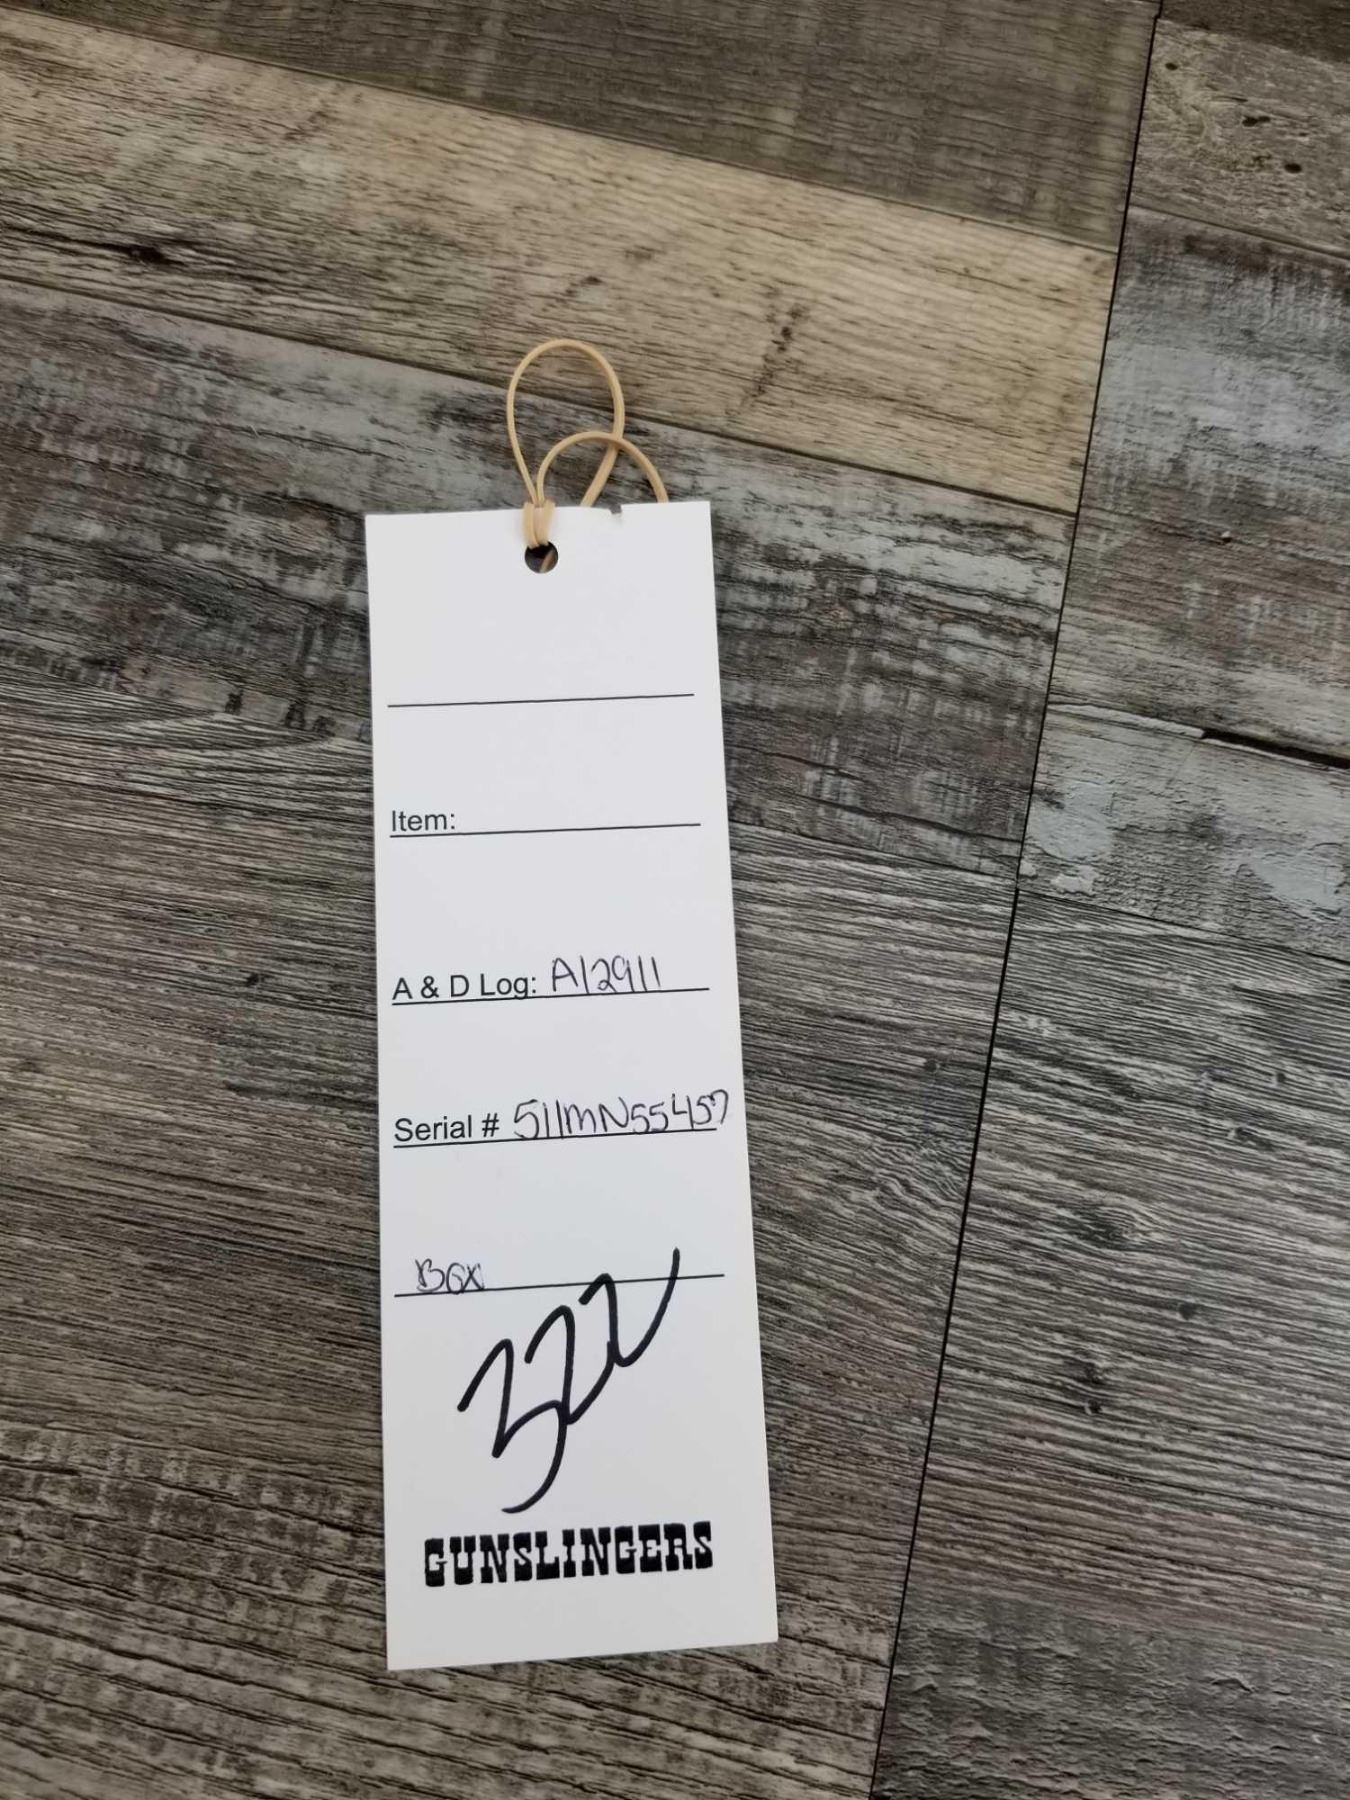 Item:
A & D Log: A12911
Serial # 511MN55457
Box
322
GUNSLINGERS